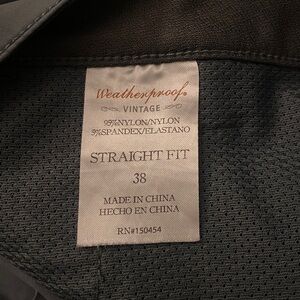 Weatherproof®
VINTAGE
95%NYLON/NYLON
5%SPANDEX/ELASTANO
STRAIGHT FIT
38
MADE IN CHINA
HECHO EN CHINA
RN#150454